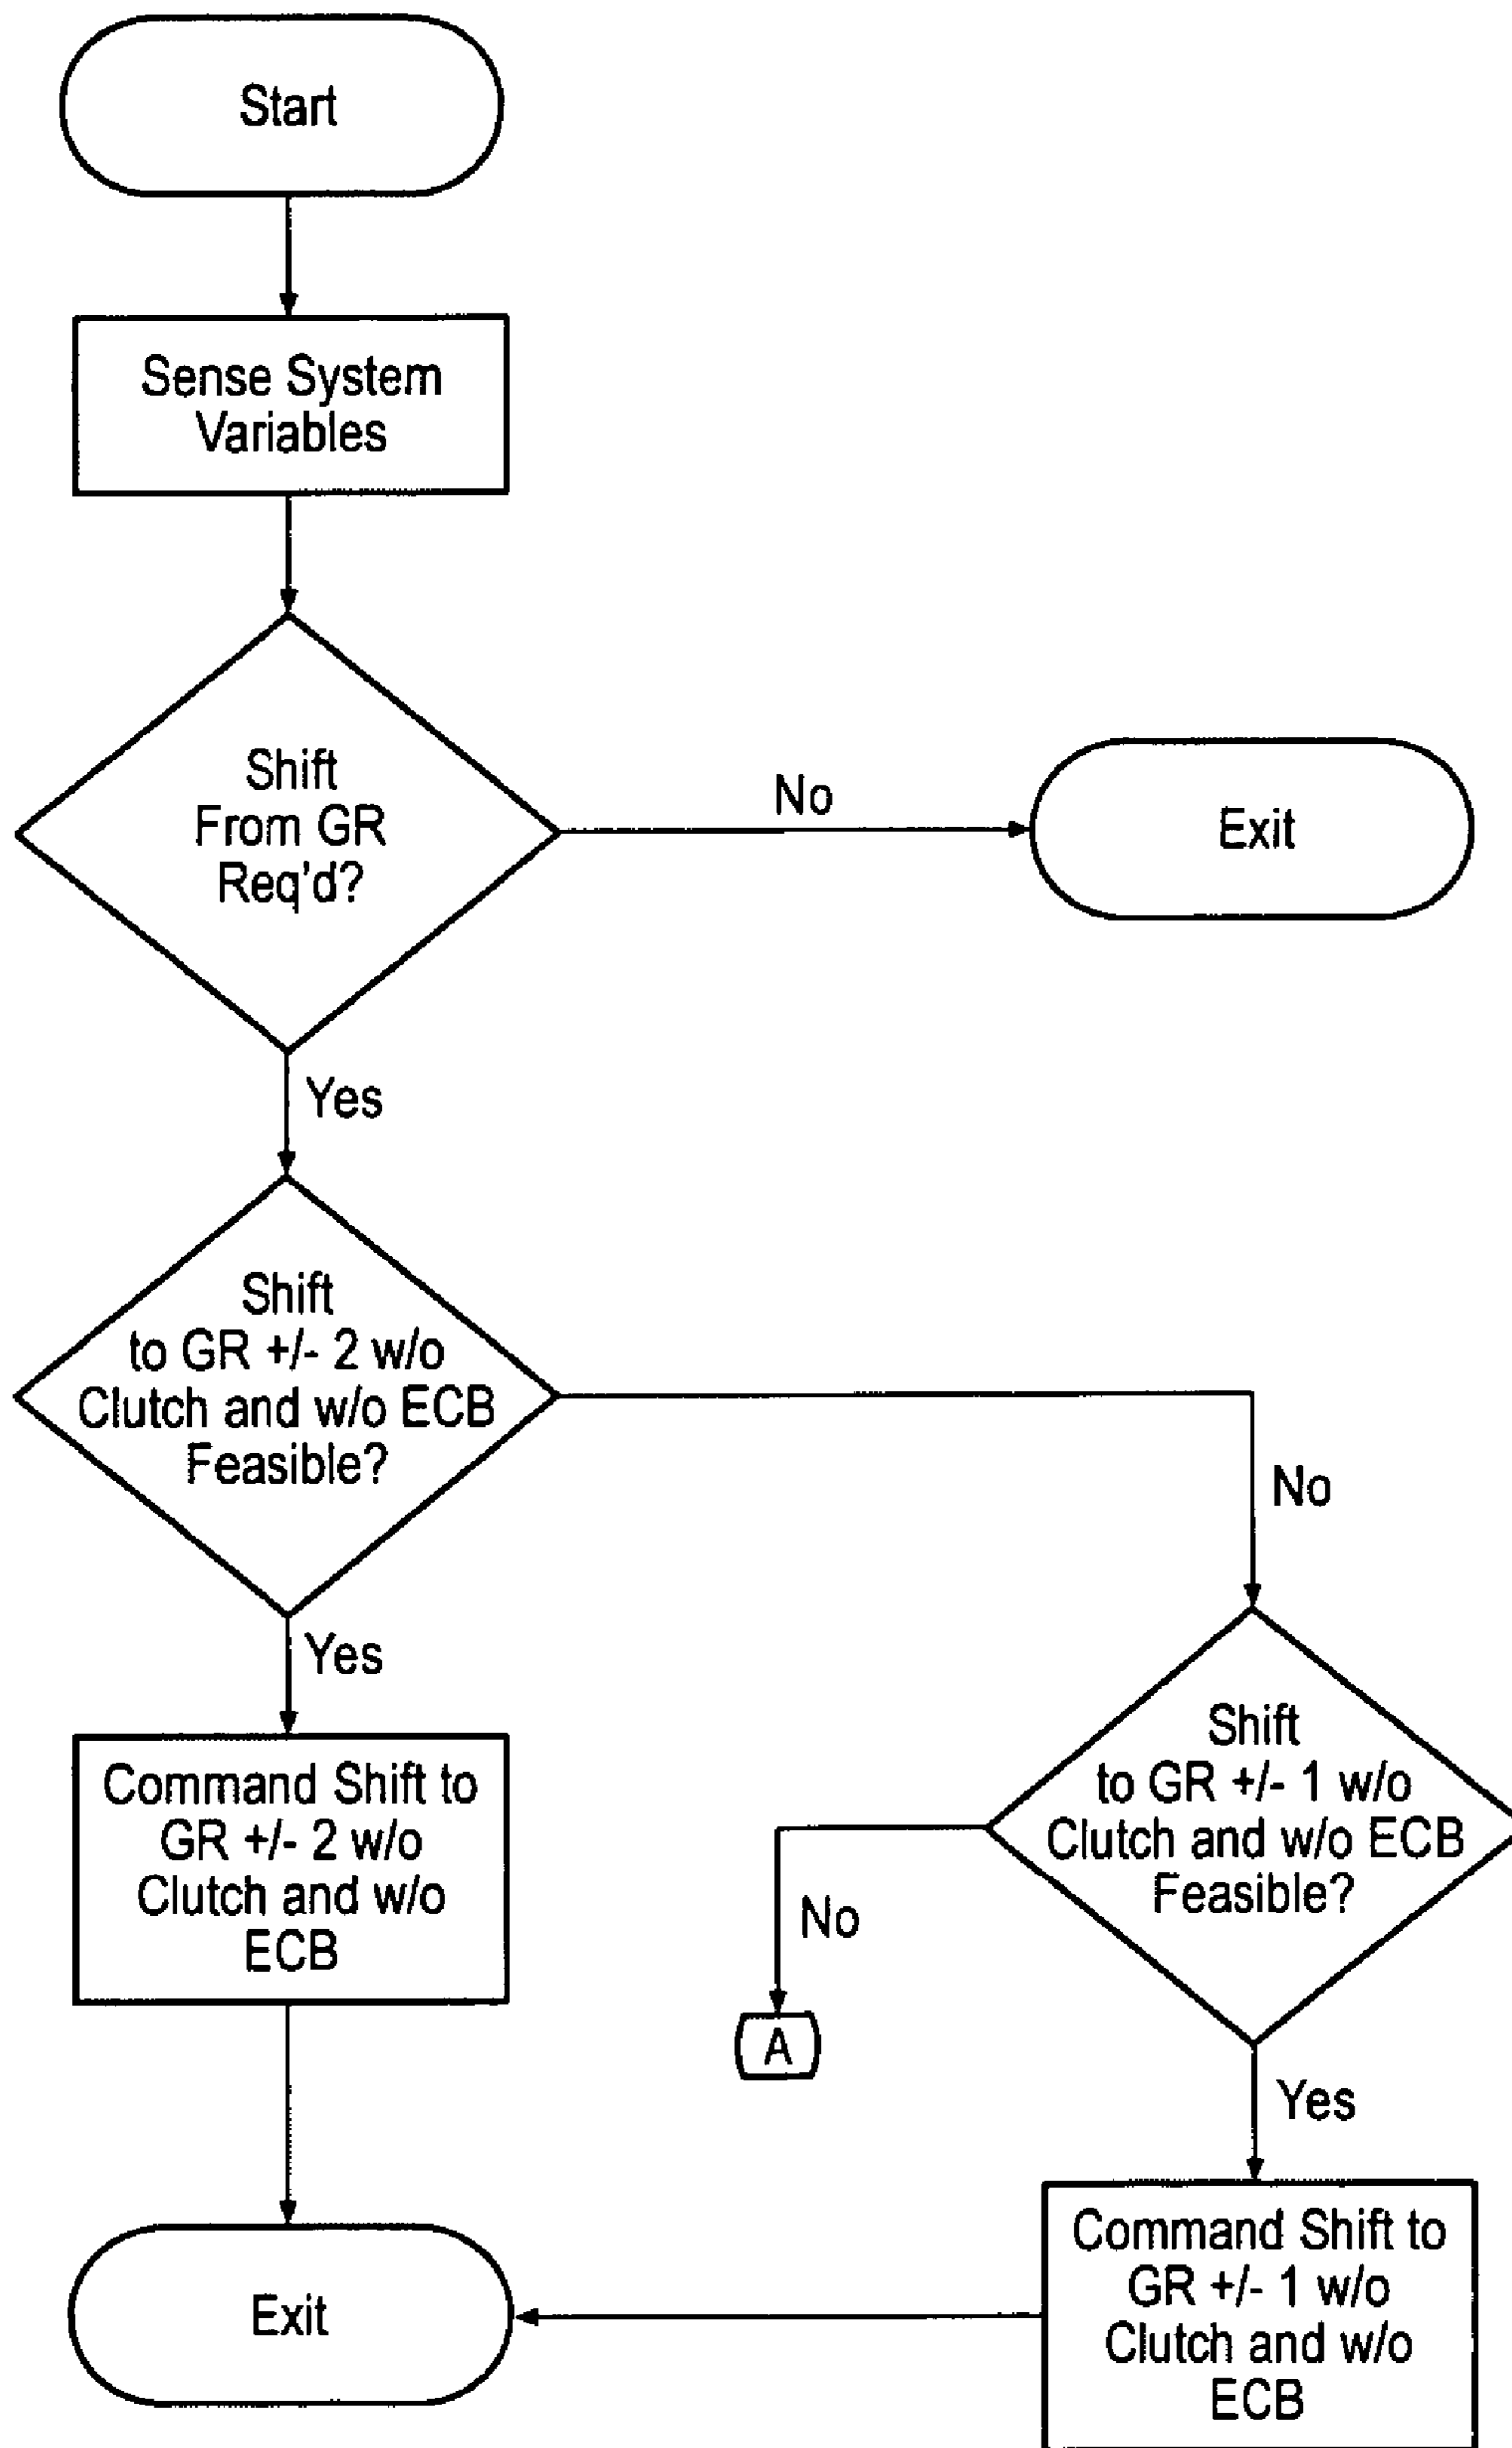 Start
Sense System
Variables
Shift
From GR
Req'd?
No
Exit
Yes
Shift
to GR +/- 2 w/o
Clutch and w/o ECB
Feasible?
No
Yes
Command Shift to
GR +/- 2 w/o
Clutch and w/o
ECB
Shift
to GR +/- 1 w/o
Clutch and w/o ECB
Feasible?
No
A
Yes
Command Shift to
GR +/- 1 w/o
Clutch and w/o
ECB
Exit